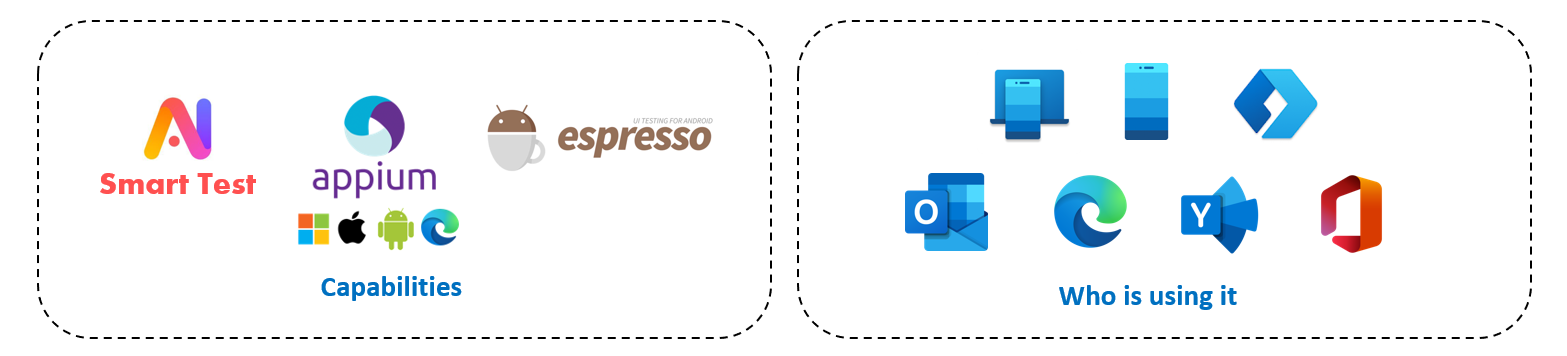 Smart Test
appium
UI TESTING FOR ANDROID
espresso
Capabilities
O
Y
Who is using it